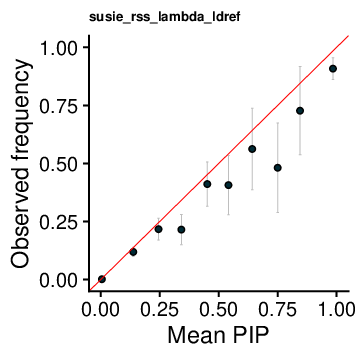 susie_rss_lambda_ldref
Observed frequency
1.00
0.75
0.50
0.25
0.00
0.00 0.25 0.50 0.75 1.00
Mean PIP